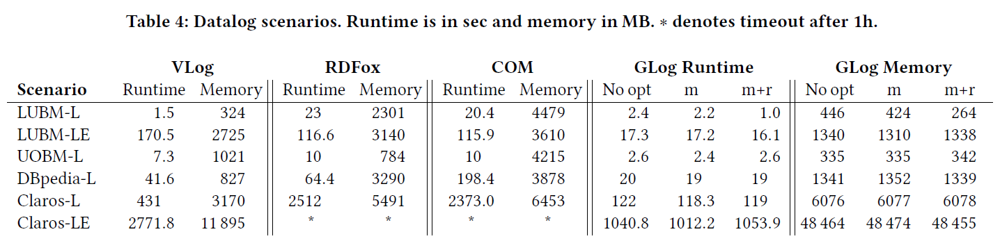 Table 4: Datalog scenarios. Runtime is in sec and memory in MB. * denotes timeout after 1h.
VLog RDFox COM GLog Runtime GLog Memory
Scenario Runtime Memory Runtime Memory Runtime Memory No opt m m+r No opt m m+r
LUBM-L 1.5 324 23 2301 20.4 4479 2.4 2.2 1.0 446 424 264
LUBM-LE 170.5 2725 116.6 3140 115.9 3610 17.3 17.2 16.1 1340 1310 1338
UOBM-L 7.3 1021 10 784 10 4215 2.6 2.4 2.6 335 335 342
DBpedia-L 41.6 827 64.4 3290 198.4 3878 20 19 19 1341 1352 1339
Claros-L 431 3170 2512 5491 2373.0 6453 122 118.3 119 6076 6077 6078
Claros-LE 2771.8 11 895 * * * * 1040.8 1012.2 1053.9 48 464 48 474 48 455